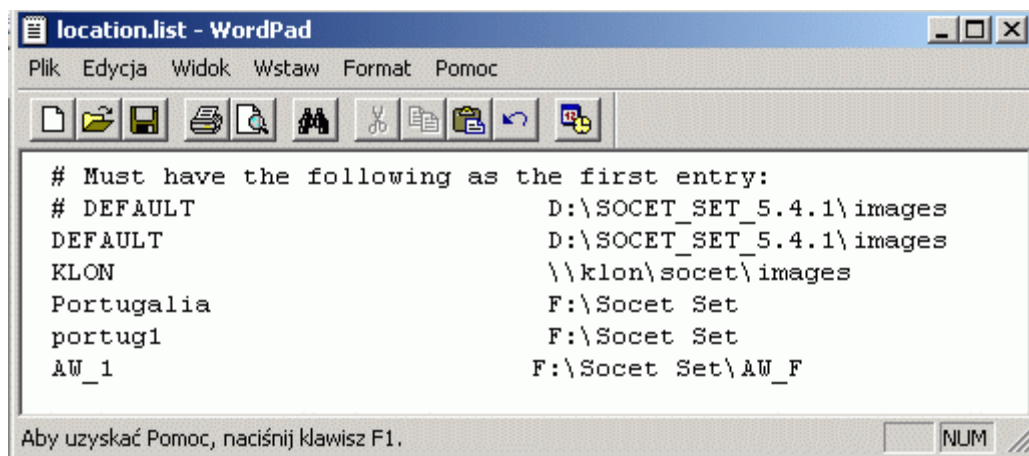 location.list - WordPad
Plik Edycja Widok Wstaw Format Pomoc
# Must have the following as the first entry:
# DEFAULT D:\SOCET_SET_5.4.1\images
DEFAULT D:\SOCET_SET_5.4.1\images
KLON \\klon\socet\images
Portugalia F:\Socet Set
portug1 F:\Socet Set
AW_1 F:\Socet Set\AW_F
Aby uzyskać Pomoc, naciśnij klawisz F1. NUM